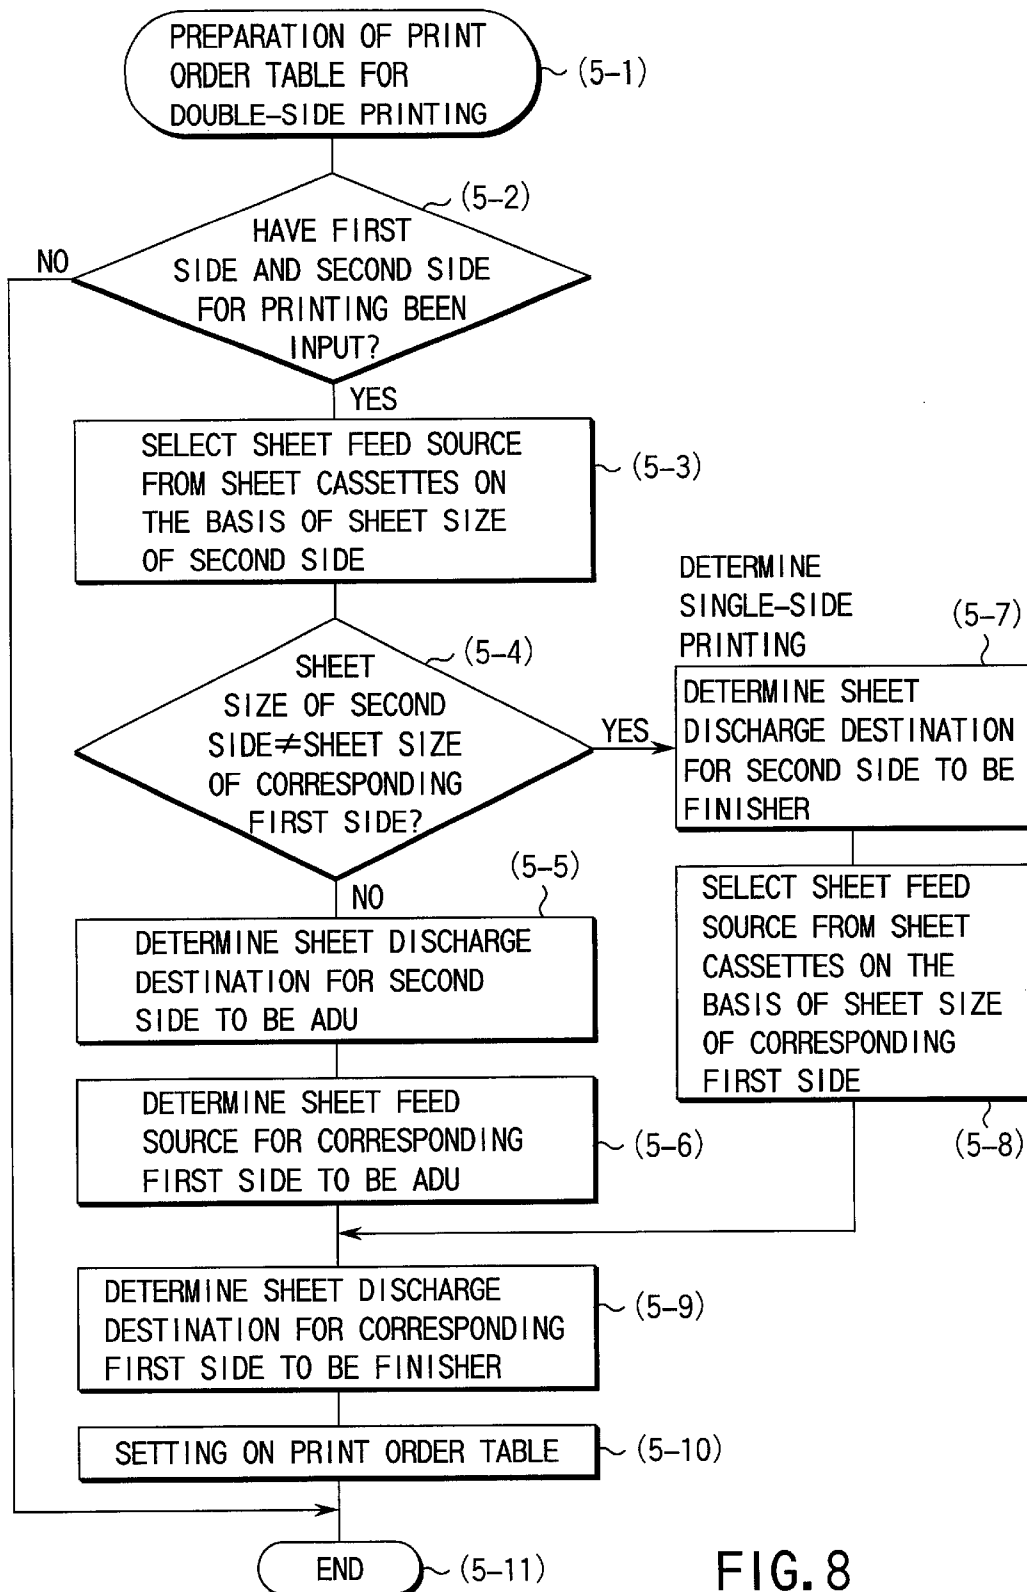 PREPARATION OF PRINT
ORDER TABLE FOR
DOUBLE-SIDE PRINTING
(5-1)
(5-2)
HAVE FIRST
SIDE AND SECOND SIDE
FOR PRINTING BEEN
INPUT?
NO
YES
SELECT SHEET FEED SOURCE
FROM SHEET CASSETTES ON
THE BASIS OF SHEET SIZE
OF SECOND SIDE
(5-3)
(5-4)
SHEET
SIZE OF SECOND
SIDE≠SHEET SIZE
OF CORRESPONDING
FIRST SIDE?
YES
NO
DETERMINE
SINGLE-SIDE
PRINTING
(5-7)
DETERMINE SHEET
DISCHARGE DESTINATION
FOR SECOND SIDE TO BE
FINISHER
SELECT SHEET FEED
SOURCE FROM SHEET
CASSETTES ON THE
BASIS OF SHEET SIZE
OF CORRESPONDING
FIRST SIDE
(5-8)
(5-5)
DETERMINE SHEET DISCHARGE
DESTINATION FOR SECOND
SIDE TO BE ADU
DETERMINE SHEET FEED
SOURCE FOR CORRESPONDING
FIRST SIDE TO BE ADU
(5-6)
DETERMINE SHEET DISCHARGE
DESTINATION FOR CORRESPONDING
FIRST SIDE TO BE FINISHER
(5-9)
SETTING ON PRINT ORDER TABLE
(5-10)
END
(5-11)
FIG. 8